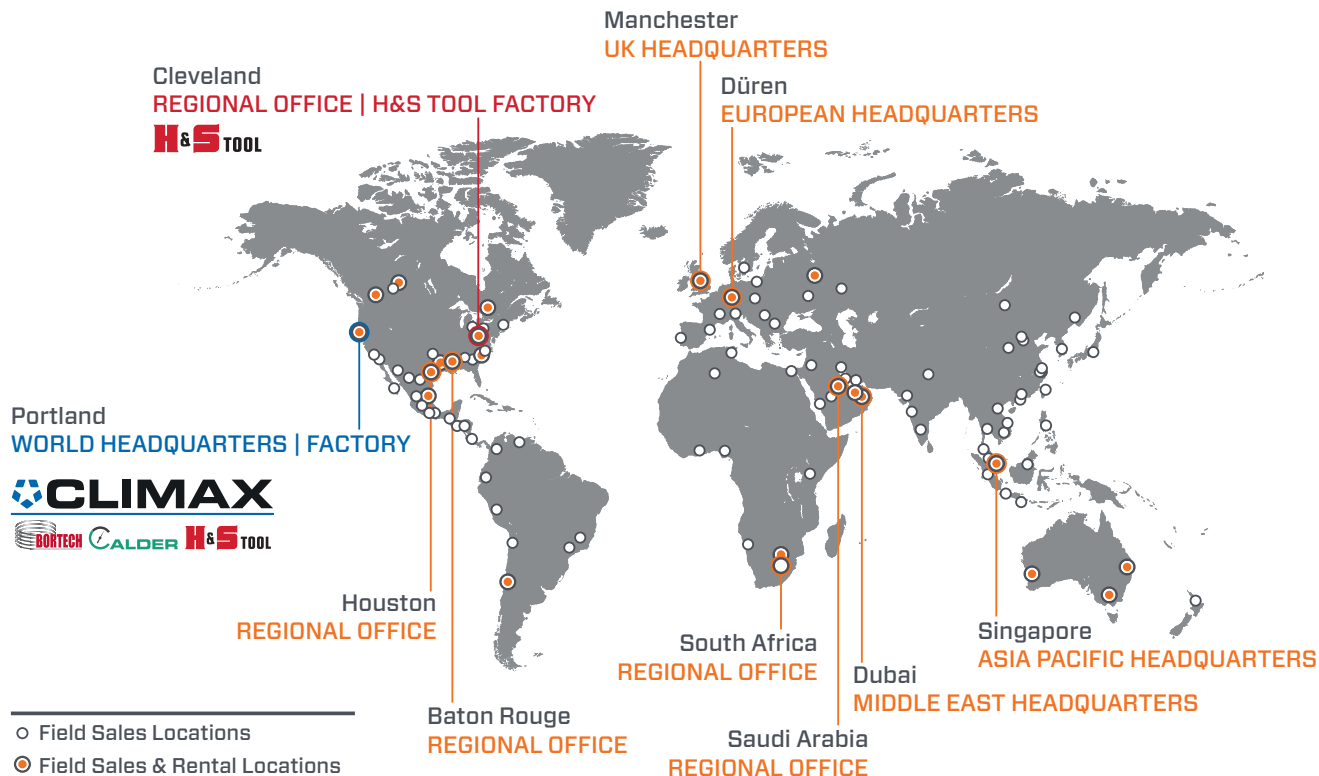 Manchester
UK HEADQUARTERS
Cleveland
REGIONAL OFFICE | H&S TOOL FACTORY
H&S TOOL
Düren
EUROPEAN HEADQUARTERS
Portland
WORLD HEADQUARTERS | FACTORY
CLIMAX
BORTECH CALDER H&S TOOL
Houston
REGIONAL OFFICE
South Africa
REGIONAL OFFICE
Singapore
ASIA PACIFIC HEADQUARTERS
Dubai
MIDDLE EAST HEADQUARTERS
Baton Rouge
REGIONAL OFFICE
Saudi Arabia
REGIONAL OFFICE
Field Sales Locations
Field Sales & Rental Locations